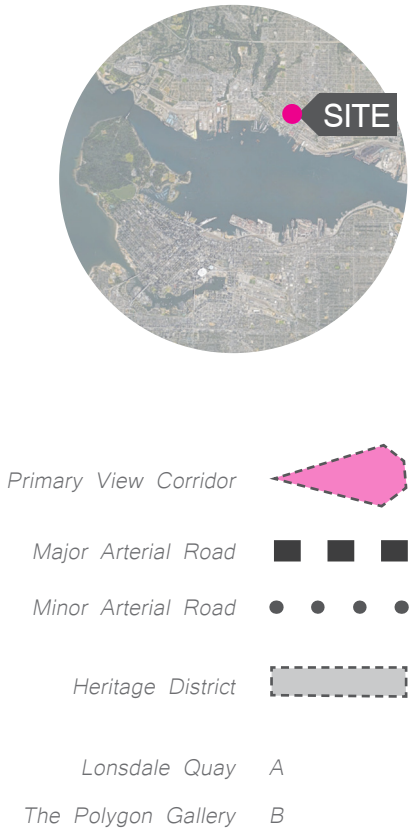 SITE
Primary View Corridor
Major Arterial Road
Minor Arterial Road
Heritage District
Lonsdale Quay A
The Polygon Gallery B